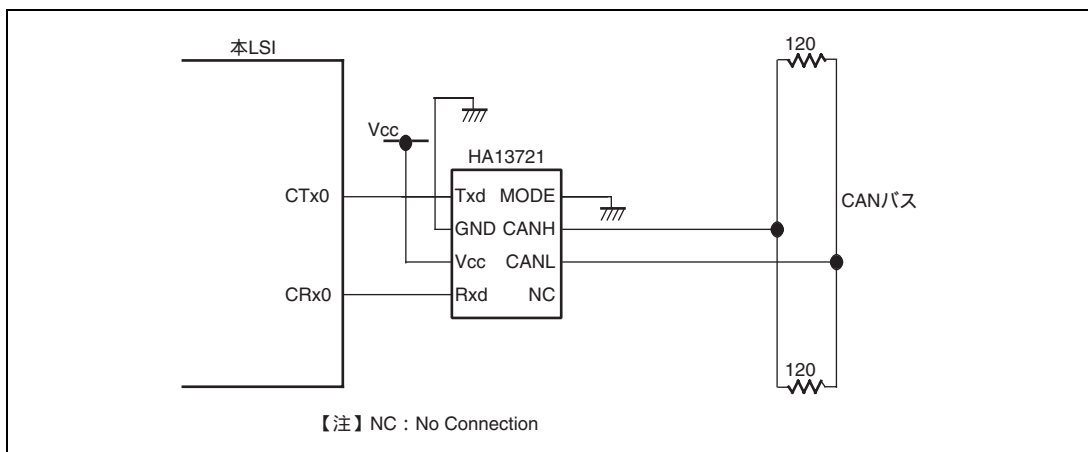 120
本LSI
Vcc
HA13721
CTx0
Txd MODE
CANバス
GND CANH
Vcc CANL
CRx0
Rxd NC
120
【注】NC : No Connection